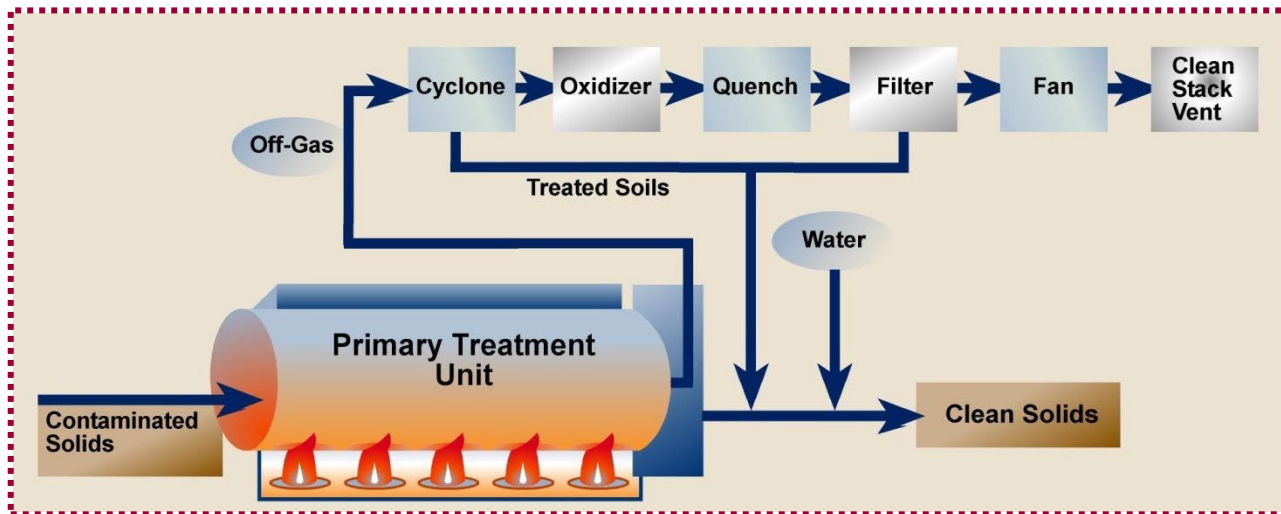 Cyclone
Oxidizer
Quench
Filter
Fan
Clean
Stack
Vent
Off-Gas
Treated Soils
Water
Primary Treatment
Unit
Contaminated
Solids
Clean Solids